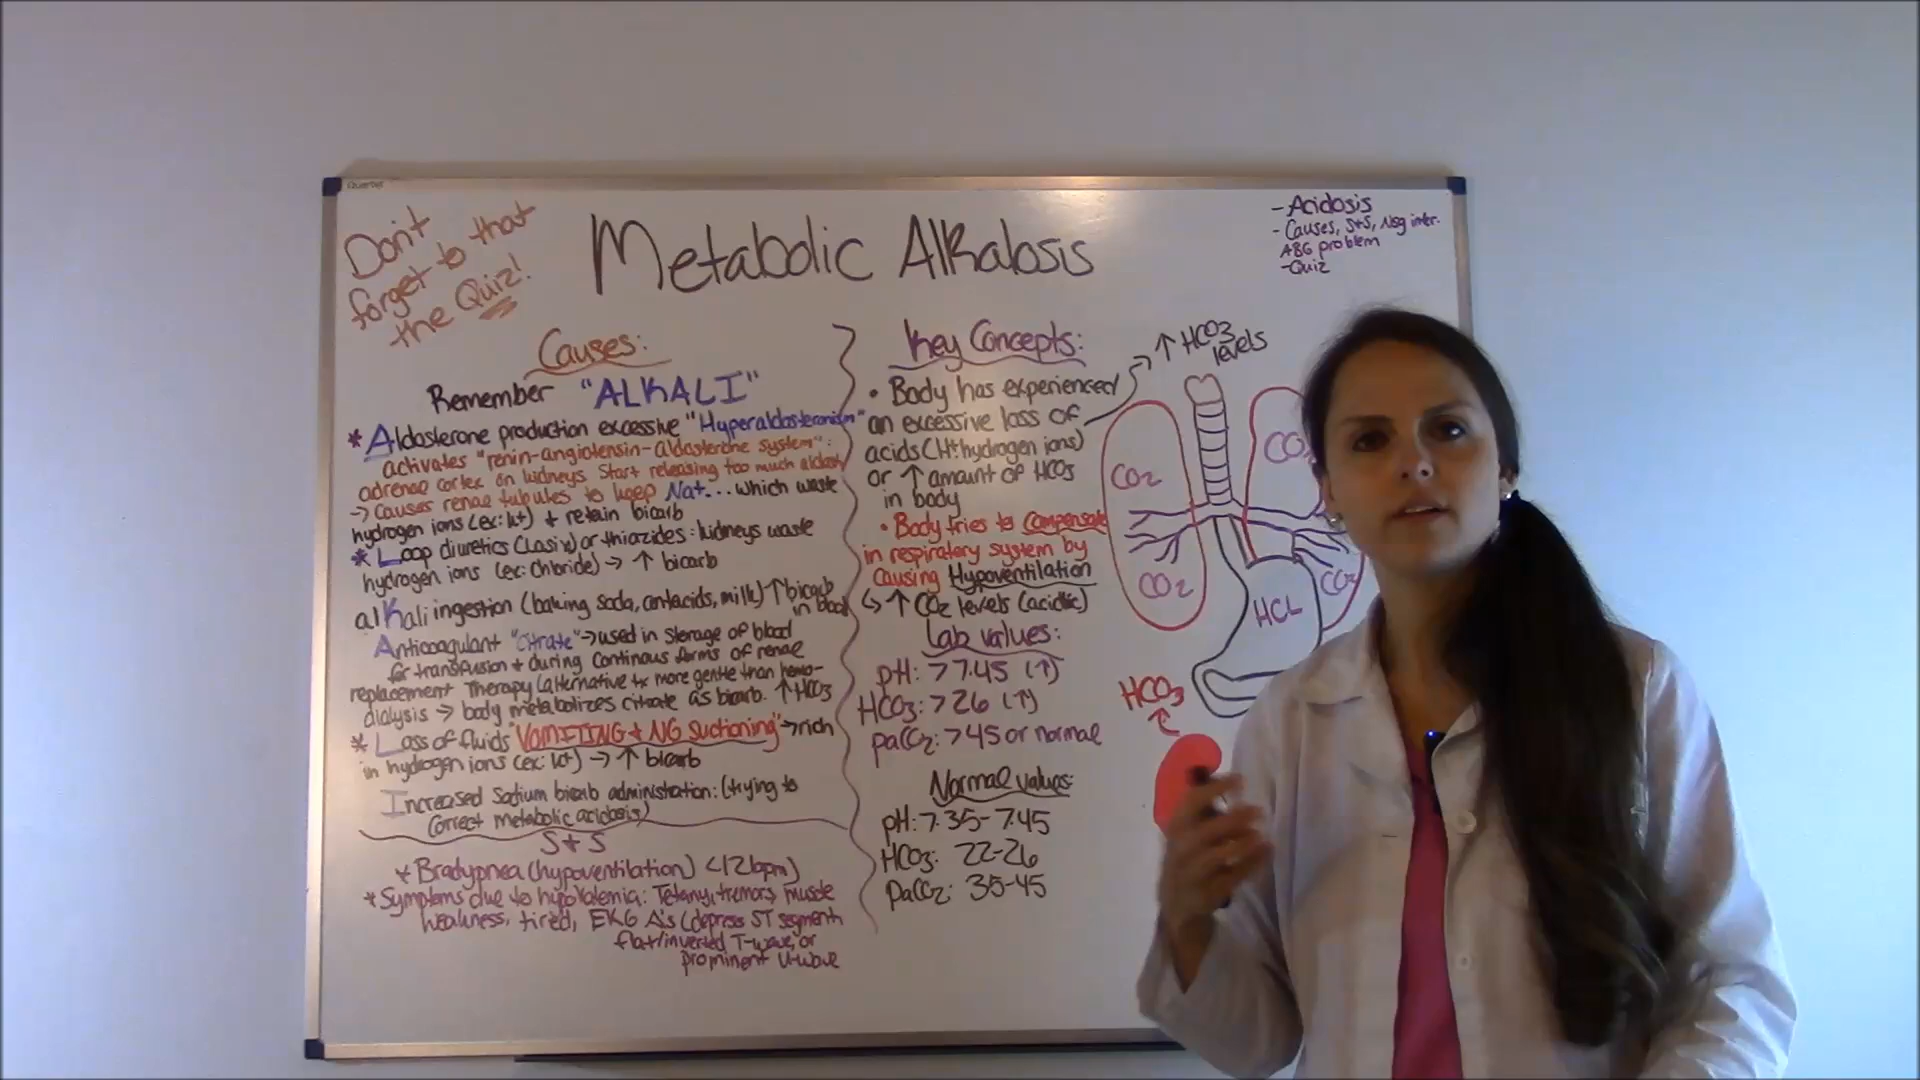 Quartet
Don't
forget to that
the Quiz!
Metabolic Alkalosis
- Acidosis
- Causes, S+S, Nsg inter.
ABG problem
- Quiz
Causes:
Remember "ALKALI"
* Aldosterone production excessive "Hyperaldosteronism"
activates "renin-angiotensin-aldosterone system":
adrenal cortex on kidneys start releasing too much
-> Causes renal tubules to keep Na+... which waste
hydrogen ions (ex: ) + retain bicarb
* Loop diuretics (Lasix) or thiazides: kidneys waste
hydrogen ions (ex: chloride) → ↑ bicarb
alKali ingestion (baking soda, antacids, milk) ↑ bicarb
in blood
Anticoagulant "Citrate" → used in storage of blood
for transfusion + during continous forms of renal
replacement therapy (alternative tx more gentle than hemo-
dialysis → body metabolizes citrate as bicarb. ↑ HCO3
* Loss of fluids "VOMITING + NG suctioning" → rich
in hydrogen ions (ex: ) → ↑ bicarb
Increased Sodium bicarb administration: (trying to
correct metabolic acidosis)
S+S
* Bradypnea (hypoventilation) <12 bpm)
* Symptoms due to : Tetany, tremors, muscle
weakness, tired, EKG ∆'s (depress ST segment
flat/inverted T-wave, or
prominent U-wave
Key Concepts:
• Body has experienced
an excessive loss of
acids (H+: hydrogen ions)
or ↑ amount of HCO3
in body
• Body tries to compensate
in respiratory system by
causing Hypoventilation
↳ ↑ CO2 levels (acidic)
Lab values:
pH: >7.45 (↑)
HCO3: >26 (↑)
paCO2: >45 or normal
Normal values:
pH: 7.35-7.45
HCO3: 22-26
paCO2: 35-45
→ ↑ HCO3
levels
CO2
CO2
CO2
CO2
HCL
HCO3